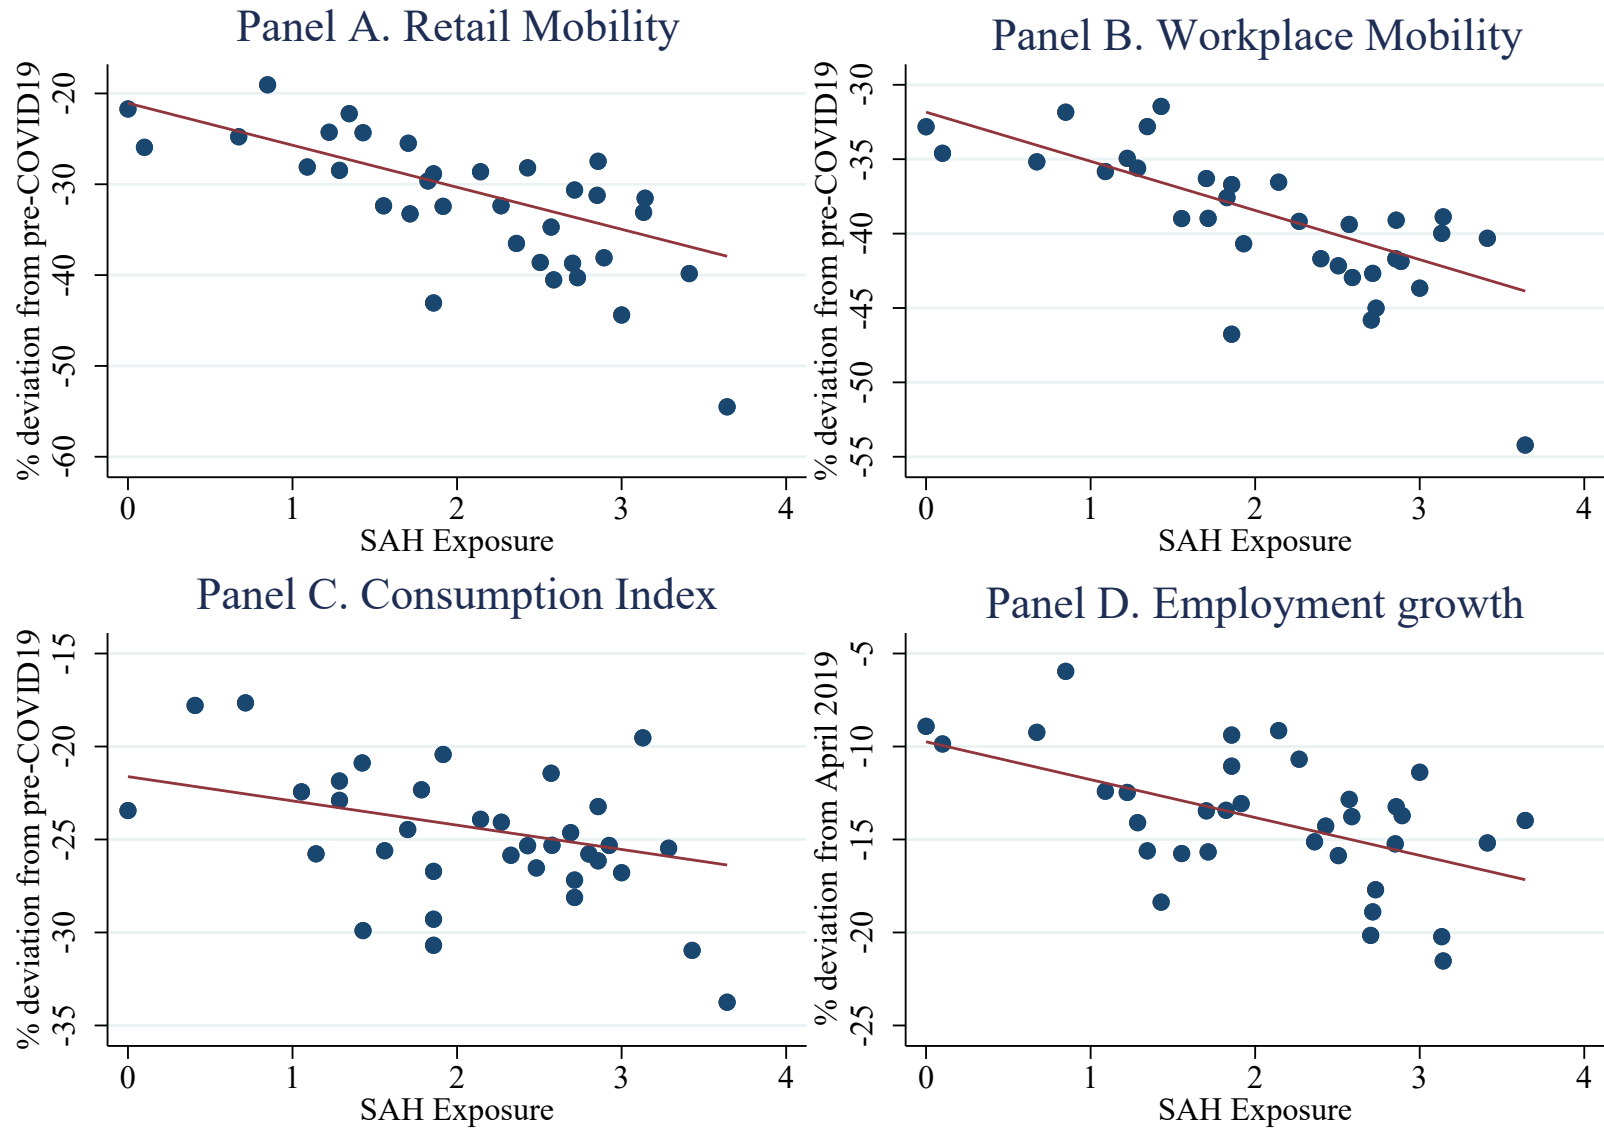 Panel A. Retail Mobility
% deviation from pre-COVID19
-20
-30
-40
-50
-60
0 1 2 3 4
SAH Exposure
Panel B. Workplace Mobility
% deviation from pre-COVID19
-30
-35
-40
-45
-50
-55
0 1 2 3 4
SAH Exposure
Panel C. Consumption Index
% deviation from pre-COVID19
-15
-20
-25
-30
-35
0 1 2 3 4
SAH Exposure
Panel D. Employment growth
% deviation from April 2019
-5
-10
-15
-20
-25
0 1 2 3 4
SAH Exposure